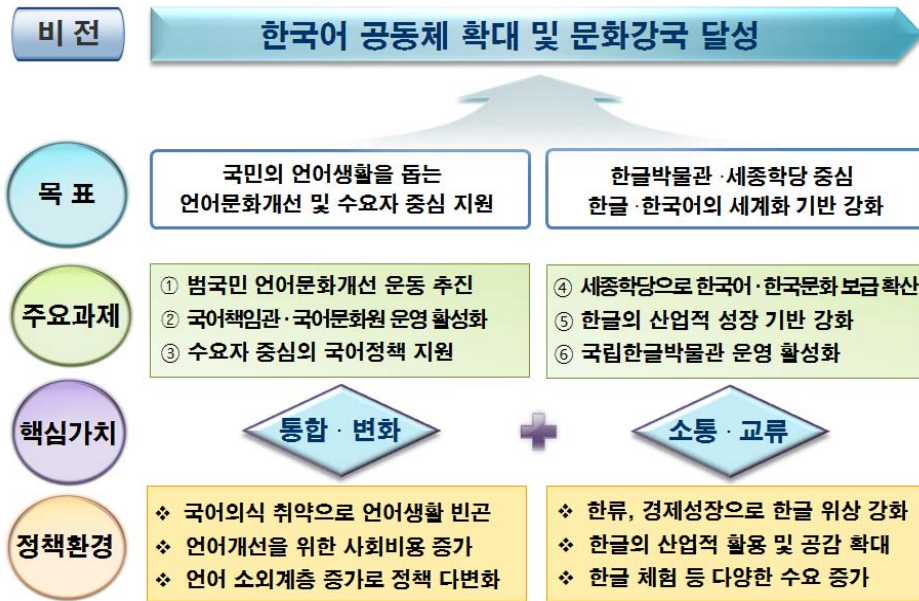 비 전
한국어 공동체 확대 및 문화강국 달성
목 표
국민의 언어생활을 돕는
언어문화개선 및 수요자 중심 지원
한글박물관 · 세종학당 중심
한글 · 한국어의 세계화 기반 강화
주요과제
① 범국민 언어문화개선 운동 추진
② 국어책임관 · 국어문화원 운영 활성화
③ 수요자 중심의 국어정책 지원
④ 세종학당으로 한국어 · 한국문화 보급 확산
⑤ 한글의 산업적 성장 기반 강화
⑥ 국립한글박물관 운영 활성화
핵심가치
통합 · 변화
소통 · 교류
정책환경
❖ 국어의식 취약으로 언어생활 빈곤
❖ 언어개선을 위한 사회비용 증가
❖ 언어 소외계층 증가로 정책 다변화
❖ 한류, 경제성장으로 한글 위상 강화
❖ 한글의 산업적 활용 및 공감 확대
❖ 한글 체험 등 다양한 수요 증가